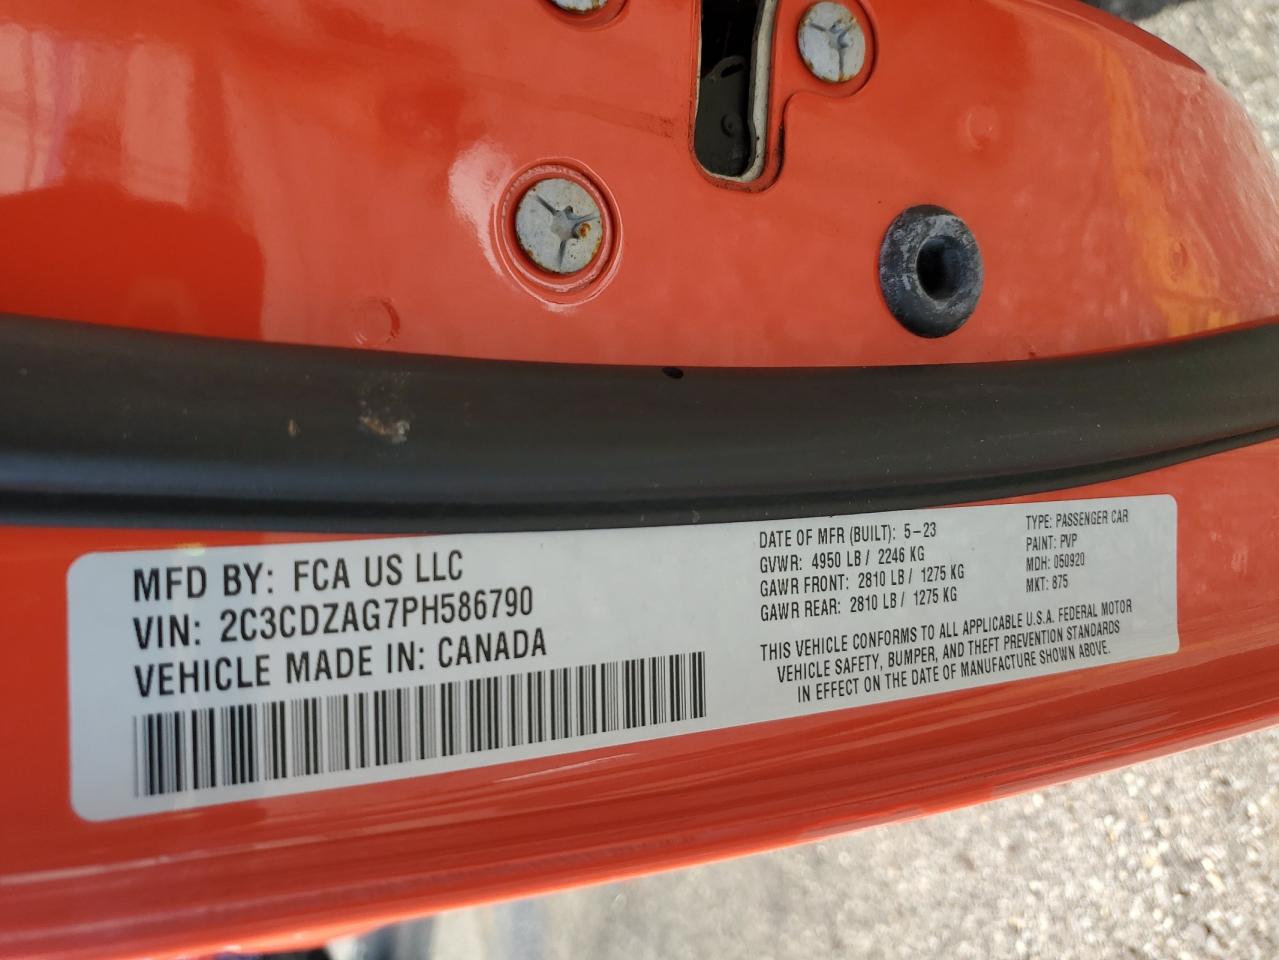 MFD BY: FCA US LLC
VIN: 2C3CDZAG7PH586790
VEHICLE MADE IN: CANADA
DATE OF MFR (BUILT): 5-23
GVWR: 4950 LB / 2246 KG
GAWR FRONT: 2810 LB / 1275 KG
GAWR REAR: 2810 LB / 1275 KG
TYPE: PASSENGER CAR
PAINT: PVP
MDH: 050920
MKT: 875
THIS VEHICLE CONFORMS TO ALL APPLICABLE U.S.A. FEDERAL MOTOR
VEHICLE SAFETY, BUMPER, AND THEFT PREVENTION STANDARDS
IN EFFECT ON THE DATE OF MANUFACTURE SHOWN ABOVE.